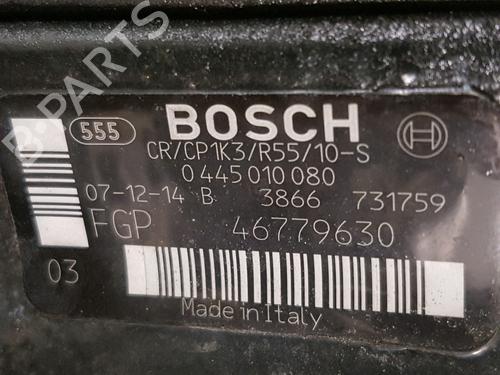 B-PARTS
555 BOSCH
CR/CP1K3/R55/10-S
0 445 010 080
07-12-14 B 3866 731759
FGP 46779630
03
Made in Italy